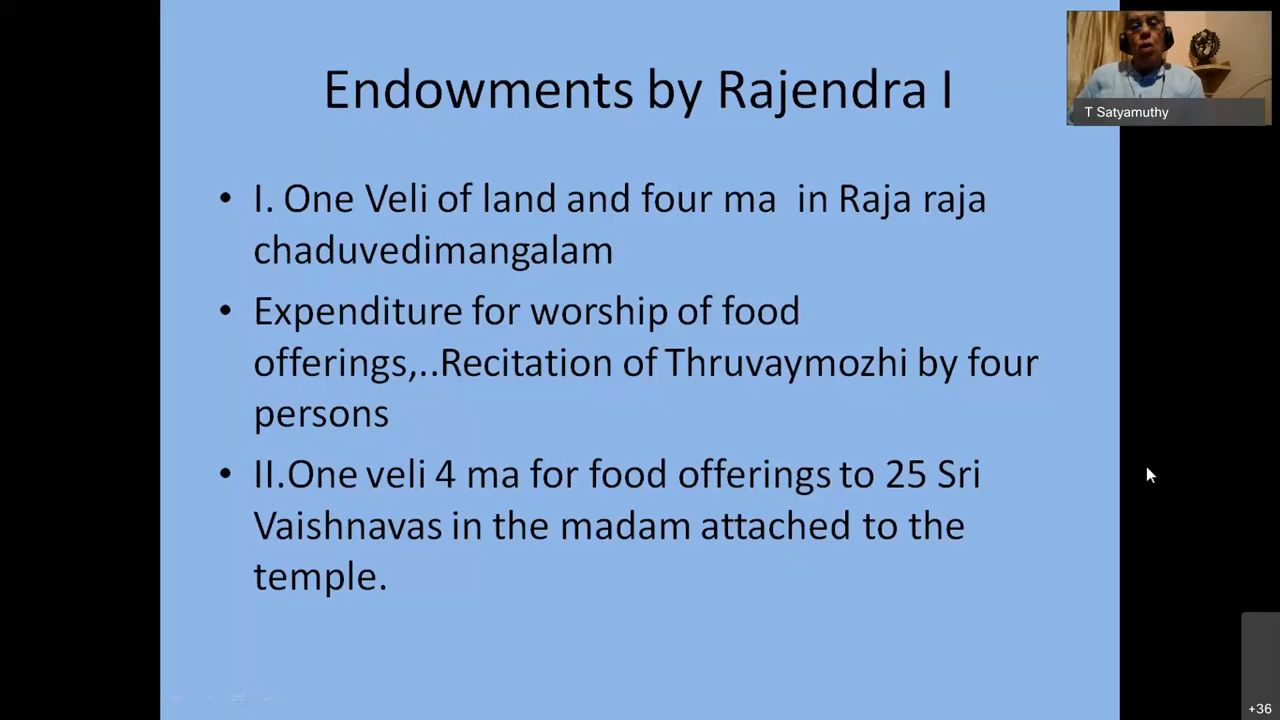 Endowments by Rajendra I
• I. One Veli of land and four ma  in Raja raja
chaduvedimangalam
• Expenditure for worship of food
offerings,..Recitation of Thruvaymozhi by four
persons
• II.One veli 4 ma for food offerings to 25 Sri
Vaishnavas in the madam attached to the
temple.
T Satyamuthy
+36